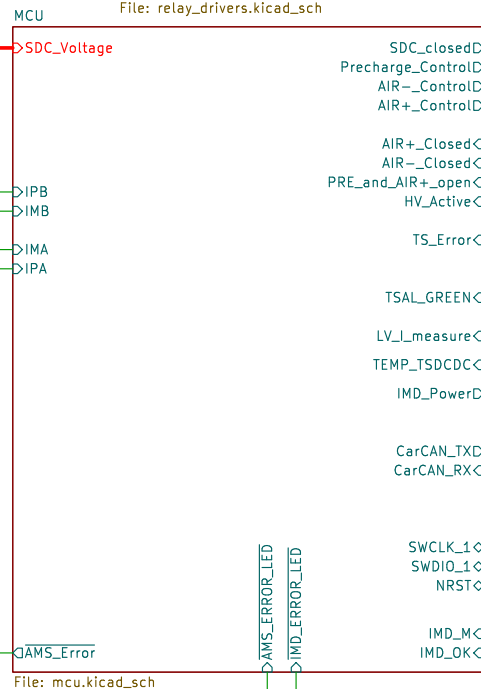 File: relay_drivers.kicad_sch
MCU
SDC_Voltage
SDC_closed
Precharge_Control
AIR-_Control
AIR+_Control
AIR+_Closed
AIR-_Closed
PRE_and_AIR+_open
IPB
HV_Active
IMB
TS_Error
IMA
IPA
TSAL_GREEN
LV_I_measure
TEMP_TSDCDC
IMD_Power
CarCAN_TX
CarCAN_RX
SWCLK_1
SWDIO_1
NRST
AMS_ERROR_LED
IMD_ERROR_LED
IMD_M
AMS_Error
IMD_OK
File: mcu.kicad_sch